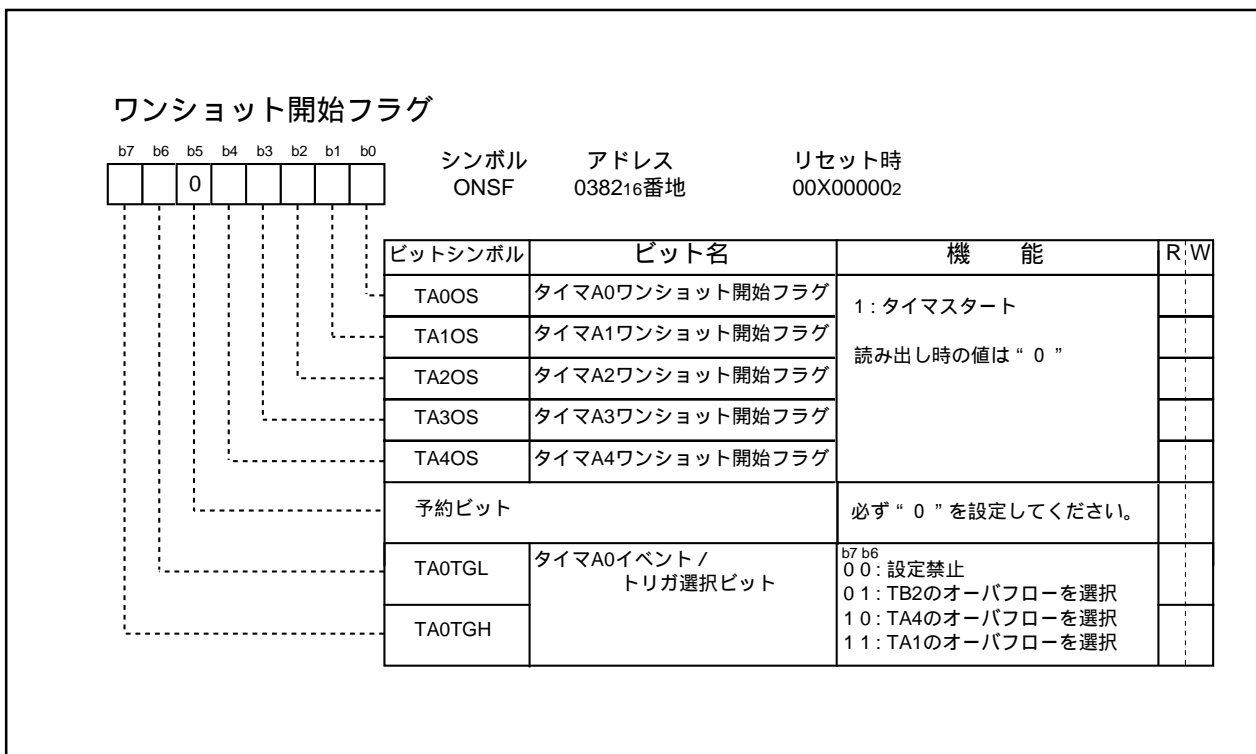 ワンショット開始フラグ
b7 b6 b5 b4 b3 b2 b1 b0
0
シンボル アドレス リセット時
ONSF 038216番地 00X000002
ビットシンボル ビット名 機 能 R W
TA0OS タイマA0ワンショット開始フラグ
1 : タイマスタート
TA1OS タイマA1ワンショット開始フラグ
読み出し時の値は“ 0 ”
TA2OS タイマA2ワンショット開始フラグ
TA3OS タイマA3ワンショット開始フラグ
TA4OS タイマA4ワンショット開始フラグ
予約ビット 必ず“ 0 ”を設定してください。
TA0TGL タイマA0イベント /
トリガ選択ビット
b7 b6
0 0 : 設定禁止
0 1 : TB2のオーバフローを選択
TA0TGH
1 0 : TA4のオーバフローを選択
1 1 : TA1のオーバフローを選択